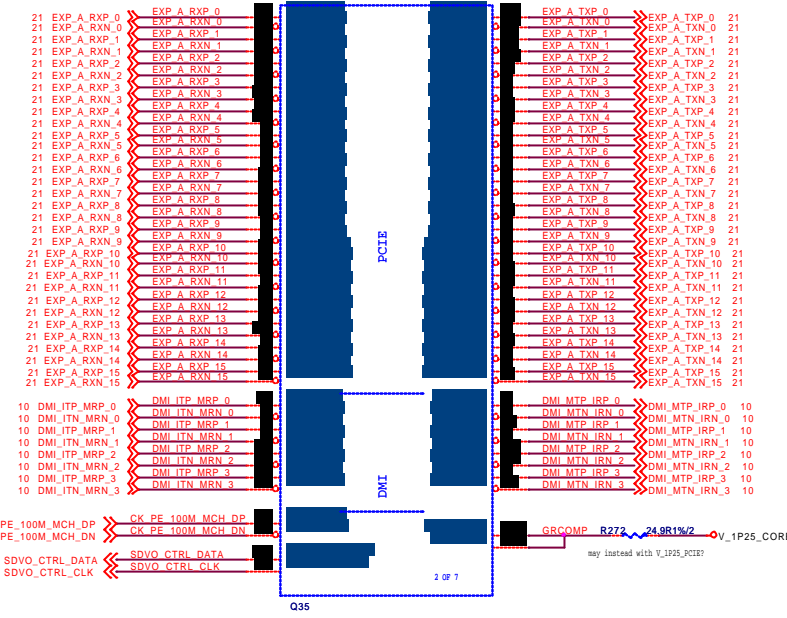 21 EXP_A_RXP_0 EXP_A_RXP_0 EXP_A_TXP_0 EXP_A_TXP_0 21
21 EXP_A_RXN_0 EXP_A_RXN_0 EXP_A_TXN_0 EXP_A_TXN_0 21
21 EXP_A_RXP_1 EXP_A_RXP_1 EXP_A_TXP_1 EXP_A_TXP_1 21
21 EXP_A_RXN_1 EXP_A_RXN_1 EXP_A_TXN_1 EXP_A_TXN_1 21
21 EXP_A_RXP_2 EXP_A_RXP_2 EXP_A_TXP_2 EXP_A_TXP_2 21
21 EXP_A_RXN_2 EXP_A_RXN_2 EXP_A_TXN_2 EXP_A_TXN_2 21
21 EXP_A_RXP_3 EXP_A_RXP_3 EXP_A_TXP_3 EXP_A_TXP_3 21
21 EXP_A_RXN_3 EXP_A_RXN_3 EXP_A_TXN_3 EXP_A_TXN_3 21
21 EXP_A_RXP_4 EXP_A_RXP_4 EXP_A_TXP_4 EXP_A_TXP_4 21
21 EXP_A_RXN_4 EXP_A_RXN_4 EXP_A_TXN_4 EXP_A_TXN_4 21
21 EXP_A_RXP_5 EXP_A_RXP_5 EXP_A_TXP_5 EXP_A_TXP_5 21
21 EXP_A_RXN_5 EXP_A_RXN_5 EXP_A_TXN_5 EXP_A_TXN_5 21
21 EXP_A_RXP_6 EXP_A_RXP_6 EXP_A_TXP_6 EXP_A_TXP_6 21
21 EXP_A_RXN_6 EXP_A_RXN_6 EXP_A_TXN_6 EXP_A_TXN_6 21
21 EXP_A_RXP_7 EXP_A_RXP_7 EXP_A_TXP_7 EXP_A_TXP_7 21
21 EXP_A_RXN_7 EXP_A_RXN_7 EXP_A_TXN_7 EXP_A_TXN_7 21
21 EXP_A_RXP_8 EXP_A_RXP_8 EXP_A_TXP_8 EXP_A_TXP_8 21
21 EXP_A_RXN_8 EXP_A_RXN_8 EXP_A_TXN_8 EXP_A_TXN_8 21
21 EXP_A_RXP_9 EXP_A_RXP_9 EXP_A_TXP_9 EXP_A_TXP_9 21
21 EXP_A_RXN_9 EXP_A_RXN_9 EXP_A_TXN_9 EXP_A_TXN_9 21
PCIE
21 EXP_A_RXP_10 EXP_A_RXP_10 EXP_A_TXP_10 EXP_A_TXP_10 21
21 EXP_A_RXN_10 EXP_A_RXN_10 EXP_A_TXN_10 EXP_A_TXN_10 21
21 EXP_A_RXP_11 EXP_A_RXP_11 EXP_A_TXP_11 EXP_A_TXP_11 21
21 EXP_A_RXN_11 EXP_A_RXN_11 EXP_A_TXN_11 EXP_A_TXN_11 21
21 EXP_A_RXP_12 EXP_A_RXP_12 EXP_A_TXP_12 EXP_A_TXP_12 21
21 EXP_A_RXN_12 EXP_A_RXN_12 EXP_A_TXN_12 EXP_A_TXN_12 21
21 EXP_A_RXP_13 EXP_A_RXP_13 EXP_A_TXP_13 EXP_A_TXP_13 21
21 EXP_A_RXN_13 EXP_A_RXN_13 EXP_A_TXN_13 EXP_A_TXN_13 21
21 EXP_A_RXP_14 EXP_A_RXP_14 EXP_A_TXP_14 EXP_A_TXP_14 21
21 EXP_A_RXN_14 EXP_A_RXN_14 EXP_A_TXN_14 EXP_A_TXN_14 21
21 EXP_A_RXP_15 EXP_A_RXP_15 EXP_A_TXP_15 EXP_A_TXP_15 21
21 EXP_A_RXN_15 EXP_A_RXN_15 EXP_A_TXN_15 EXP_A_TXN_15 21
10 DMI_ITP_MRP_0 DMI_ITP_MRP_0 DMI_MTP_IRP_0 DMI_MTP_IRP_0 10
10 DMI_ITN_MRN_0 DMI_ITN_MRN_0 DMI_MTN_IRN_0 DMI_MTN_IRN_0 10
10 DMI_ITP_MRP_1 DMI_ITP_MRP_1 DMI_MTP_IRP_1 DMI_MTP_IRP_1 10
10 DMI_ITN_MRN_1 DMI_ITN_MRN_1 DMI_MTN_IRN_1 DMI_MTN_IRN_1 10
10 DMI_ITP_MRP_2 DMI_ITP_MRP_2 DMI_MTP_IRP_2 DMI_MTP_IRP_2 10
10 DMI_ITN_MRN_2 DMI_ITN_MRN_2 DMI_MTN_IRN_2 DMI_MTN_IRN_2 10
10 DMI_ITP_MRP_3 DMI_ITP_MRP_3 DMI_MTP_IRP_3 DMI_MTP_IRP_3 10
10 DMI_ITN_MRN_3 DMI_ITN_MRN_3 DMI_MTN_IRN_3 DMI_MTN_IRN_3 10
DMI
PE_100M_MCH_DP CK_PE_100M_MCH_DP
PE_100M_MCH_DN CK_PE_100M_MCH_DN GRCOMP R272 24.9R1%/2
may instead with V_1P25_PCIE?
SDVO_CTRL_DATA SDVO_CTRL_DATA
SDVO_CTRL_CLK SDVO_CTRL_CLK
2 OF 7
Q35